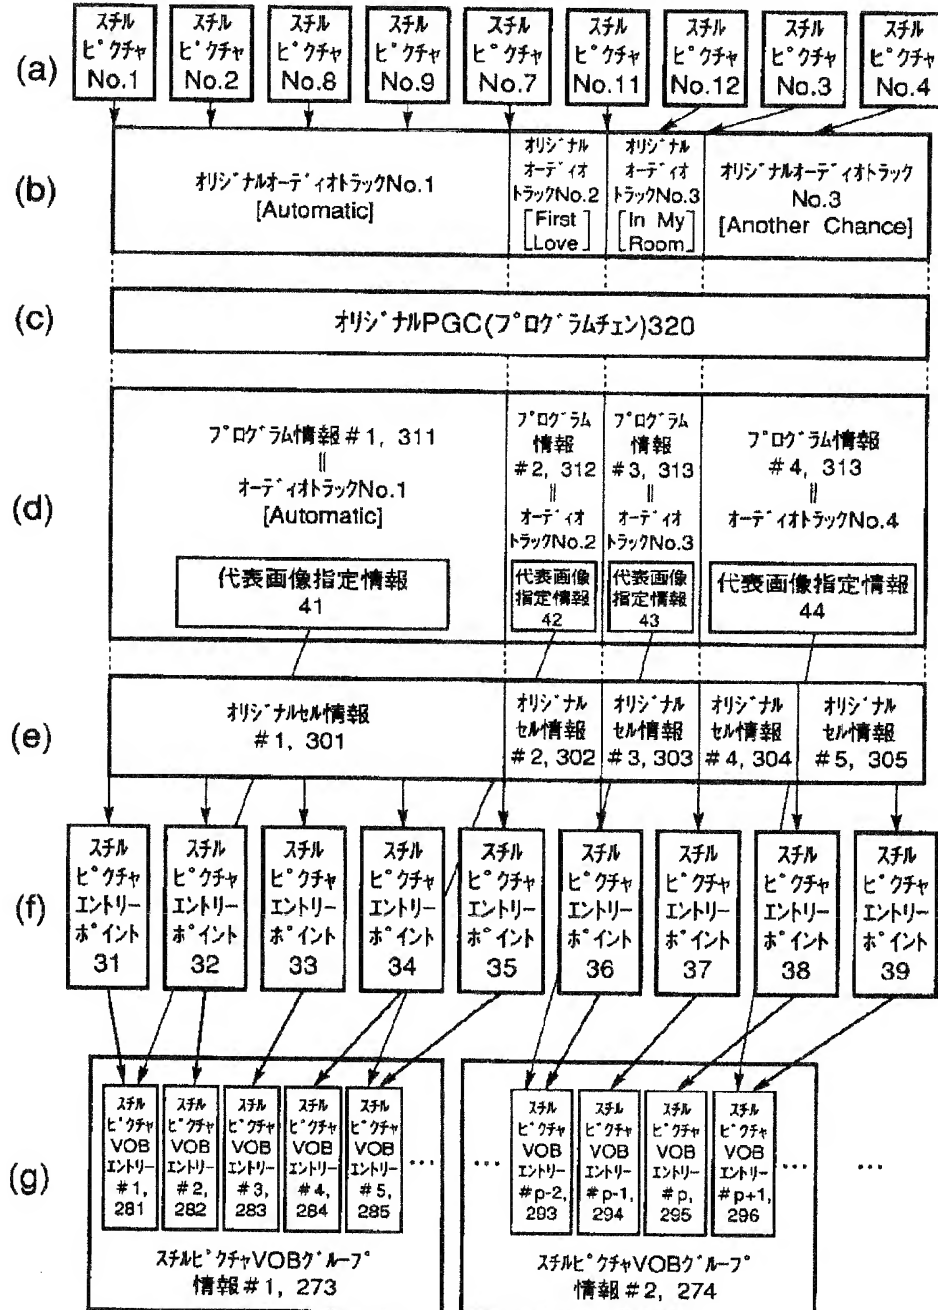 (a)
スチル
ピクチャ
No.1
スチル
ピクチャ
No.2
スチル
ピクチャ
No.8
スチル
ピクチャ
No.9
スチル
ピクチャ
No.7
スチル
ピクチャ
No.11
スチル
ピクチャ
No.12
スチル
ピクチャ
No.3
スチル
ピクチャ
No.4
(b)
オリジナルオーディオトラックNo.1
[Automatic]
オリジナル
オーディオ
トラックNo.2
[First
Love]
オリジナル
オーディオ
トラックNo.3
[In My
Room]
オリジナルオーディオトラック
No.3
[Another Chance]
(c)
オリジナルPGC(プログラムチェン)320
(d)
プログラム情報#1, 311
||
オーディオトラックNo.1
[Automatic]
代表画像指定情報
41
プログラム
情報
#2, 312
||
オーディオ
トラックNo.2
代表画像
指定情報
42
プログラム
情報
#3, 313
||
オーディオ
トラックNo.3
代表画像
指定情報
43
プログラム情報
#4, 313
||
オーディオトラックNo.4
代表画像指定情報
44
(e)
オリジナルセル情報
#1, 301
オリジナル
セル情報
#2, 302
オリジナル
セル情報
#3, 303
オリジナル
セル情報
#4, 304
オリジナル
セル情報
#5, 305
(f)
スチル
ピクチャ
エントリー
ポイント
31
スチル
ピクチャ
エントリー
ポイント
32
スチル
ピクチャ
エントリー
ポイント
33
スチル
ピクチャ
エントリー
ポイント
34
スチル
ピクチャ
エントリー
ポイント
35
スチル
ピクチャ
エントリー
ポイント
36
スチル
ピクチャ
エントリー
ポイント
37
スチル
ピクチャ
エントリー
ポイント
38
スチル
ピクチャ
エントリー
ポイント
39
(g)
スチル
ピクチャ
VOB
エントリー
#1,
281
スチル
ピクチャ
VOB
エントリー
#2,
282
スチル
ピクチャ
VOB
エントリー
#3,
283
スチル
ピクチャ
VOB
エントリー
#4,
284
スチル
ピクチャ
VOB
エントリー
#5,
285
…
スチルピクチャVOBグループ
情報#1, 273
…
スチル
ピクチャ
VOB
エントリー
#p-2,
293
スチル
ピクチャ
VOB
エントリー
#p-1,
294
スチル
ピクチャ
VOB
エントリー
#p,
295
スチル
ピクチャ
VOB
エントリー
#p+1,
296
…
スチルピクチャVOBグループ
情報#2, 274
…